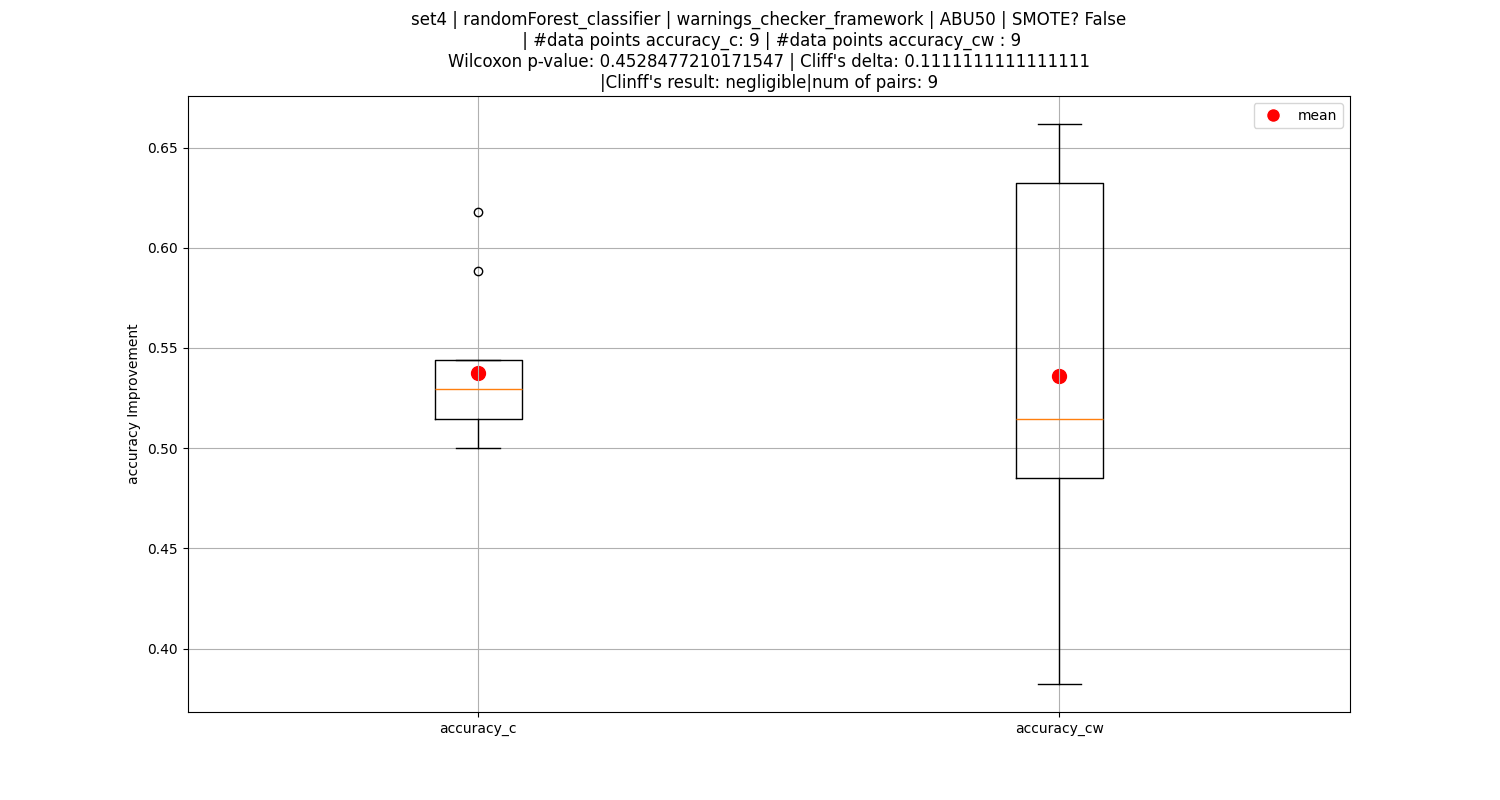 set4 | randomForest_classifier | warnings_checker_framework | ABU50 | SMOTE? False
| #data points accuracy_c: 9 | #data points accuracy_cw : 9
Wilcoxon p-value: 0.4528477210171547 | Cliff's delta: 0.1111111111111111
|Clinff's result: negligible|num of pairs: 9
mean
0.65
0.60
0.55
0.50
0.45
0.40
accuracy Improvement
accuracy_c
accuracy_cw